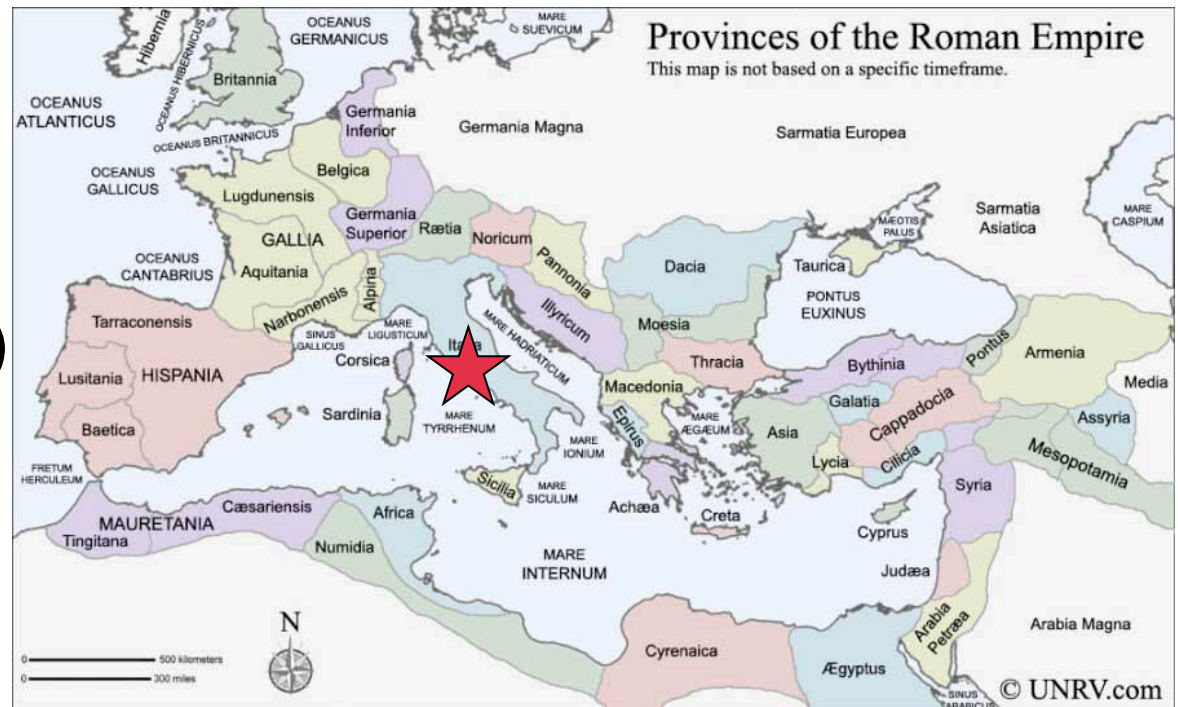 Provinces of the Roman Empire
This map is not based on a specific timeframe.
Hibernia
OCEANUS HIBERNICUS
Britannia
OCEANUS
GERMANICUS
MARE
SUEVICUM
OCEANUS
ATLANTICUS
OCEANUS BRITANNICUS
Germania
Inferior
Germania Magna
Sarmatia Europea
OCEANUS
GALLICUS
Belgica
Lugdunensis
Germania
Superior
Rætia
Noricum
Pannonia
GALLIA
Aquitania
OCEANUS
CANTABRIUS
Narbonensis
Alpina
Dacia
Taurica
MÆOTIS
PALUS
Sarmatia
Asiatica
MARE
CASPIUM
PONTUS
EUXINUS
Tarraconensis
SINUS
GALLICUS
MARE
LIGUSTICUM
Illyricum
MARE HADRIATICUM
Moesia
Italia
Corsica
Thracia
Bythinia
Pontus
Armenia
Media
Lusitania
HISPANIA
Baetica
Sardinia
MARE
TYRRHENUM
Macedonia
Epirus
MARE
ÆGÆUM
Galatia
Cappadocia
Assyria
Asia
Lycia
Cilicia
Mesopotamia
MARE
IONIUM
FRETUM
HERCULEUM
Sicilia
MARE
SICULUM
Achæa
Creta
Cyprus
Syria
MAURETANIA
Tingitana
Cæsariensis
Africa
Numidia
MARE
INTERNUM
Judæa
Arabia
Petræa
Arabia Magna
Cyrenaica
Ægyptus
N
0
500 kilometers
0
300 miles
SINUS
ARABICUS
© UNRV.com